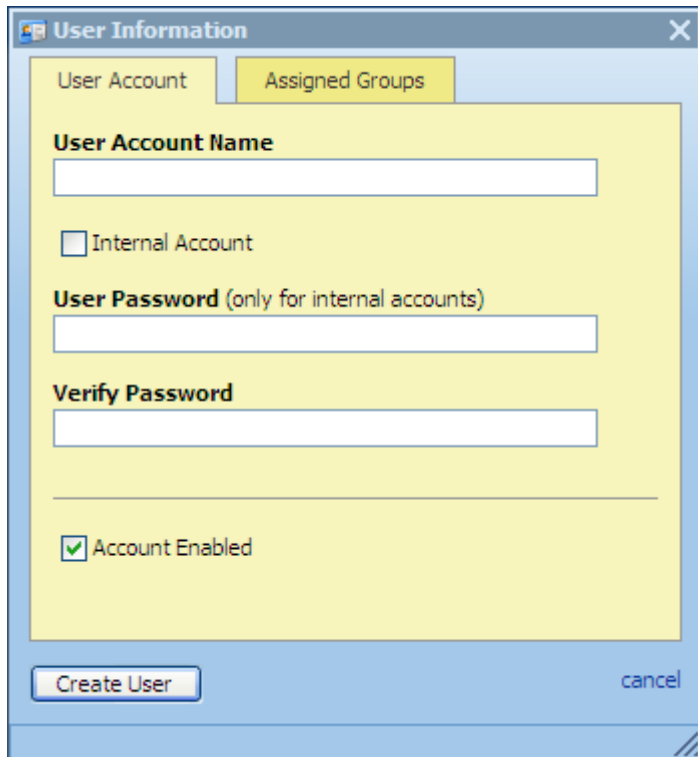 User Information
User Account
Assigned Groups
User Account Name
Internal Account
User Password (only for internal accounts)
Verify Password
Account Enabled
Create User
cancel